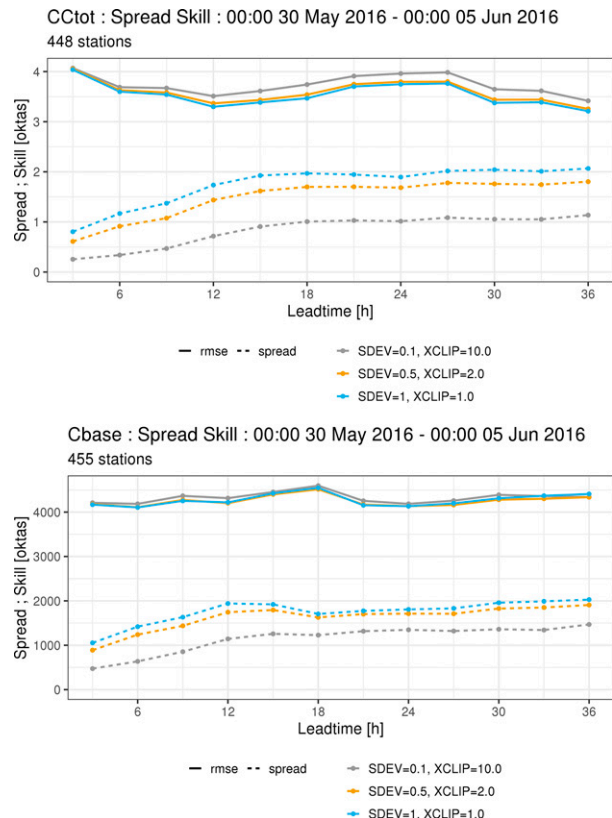 CCtot : Spread Skill : 00:00 30 May 2016 - 00:00 05 Jun 2016
448 stations
Spread ; Skill [oktas]
4
3
2
1
0
6 12 18 24 30 36
Leadtime [h]
rmse spread
SDEV=0.1, XCLIP=10.0
SDEV=0.5, XCLIP=2.0
SDEV=1, XCLIP=1.0
Cbase : Spread Skill : 00:00 30 May 2016 - 00:00 05 Jun 2016
455 stations
Spread ; Skill [oktas]
4000
3000
2000
1000
0
6 12 18 24 30 36
Leadtime [h]
rmse spread
SDEV=0.1, XCLIP=10.0
SDEV=0.5, XCLIP=2.0
SDEV=1, XCLIP=1.0